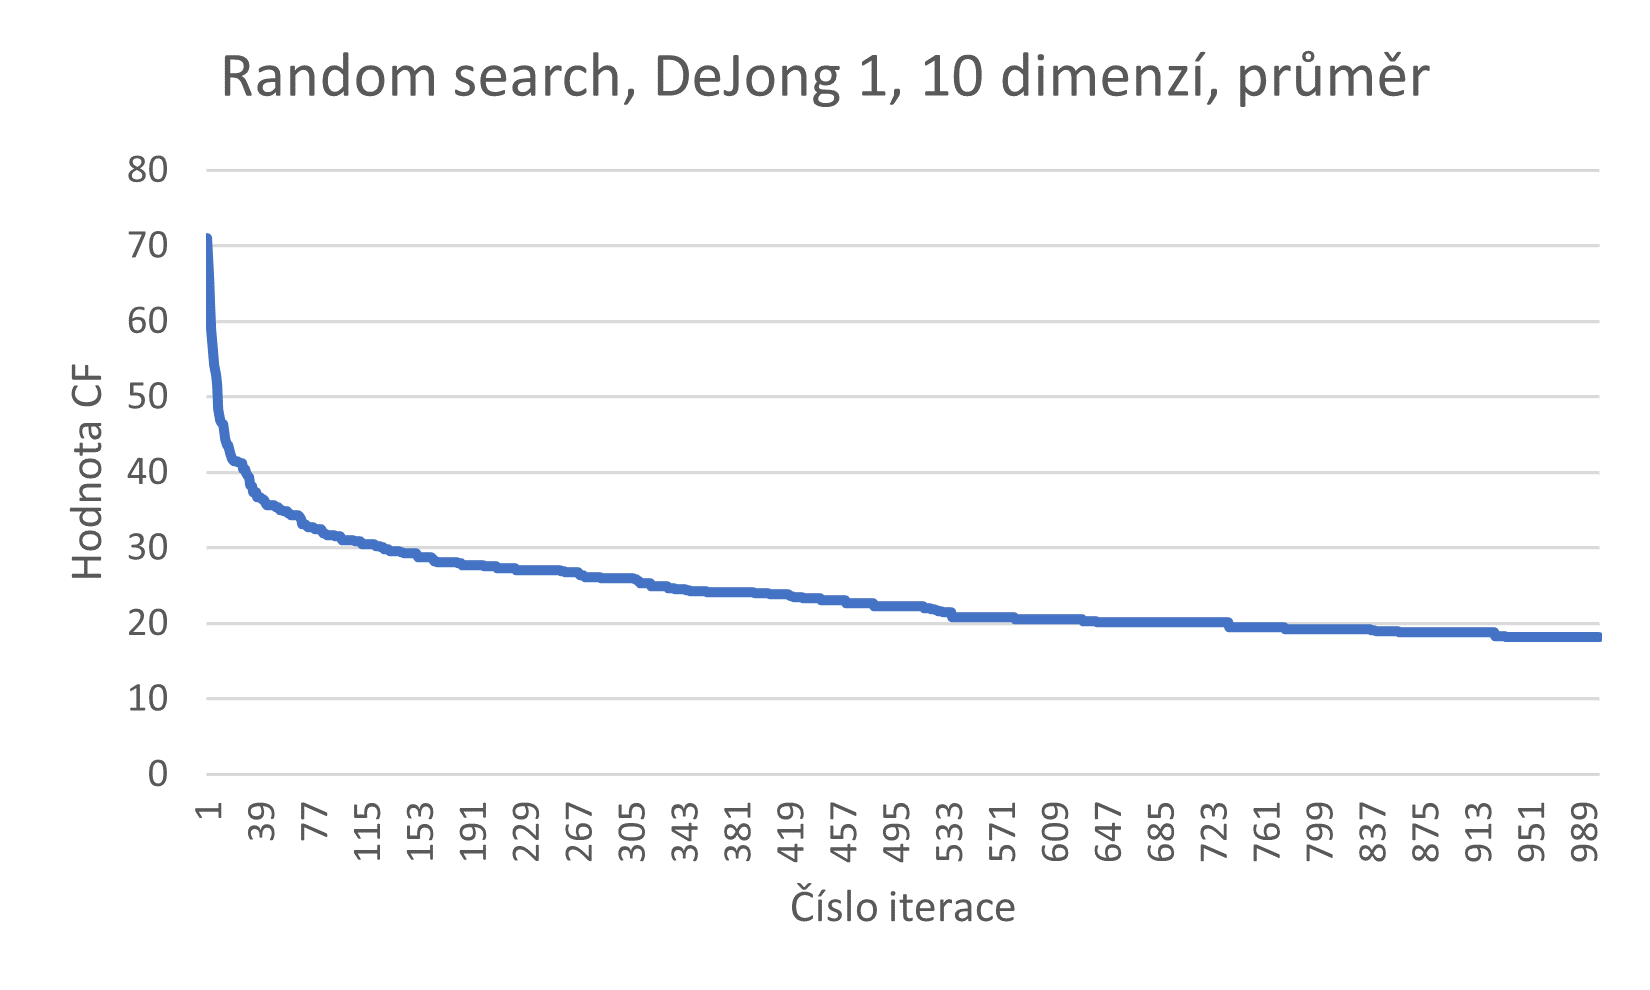 Random search, DeJong 1, 10 dimenzí, průměr
80
70
60
50
40
30
20
10
0
Hodnota CF
1 39 77 115 153 191 229 267 305 343 381 419 457 495 533 571 609 647 685 723 761 799 837 875 913 951 989
Číslo iterace